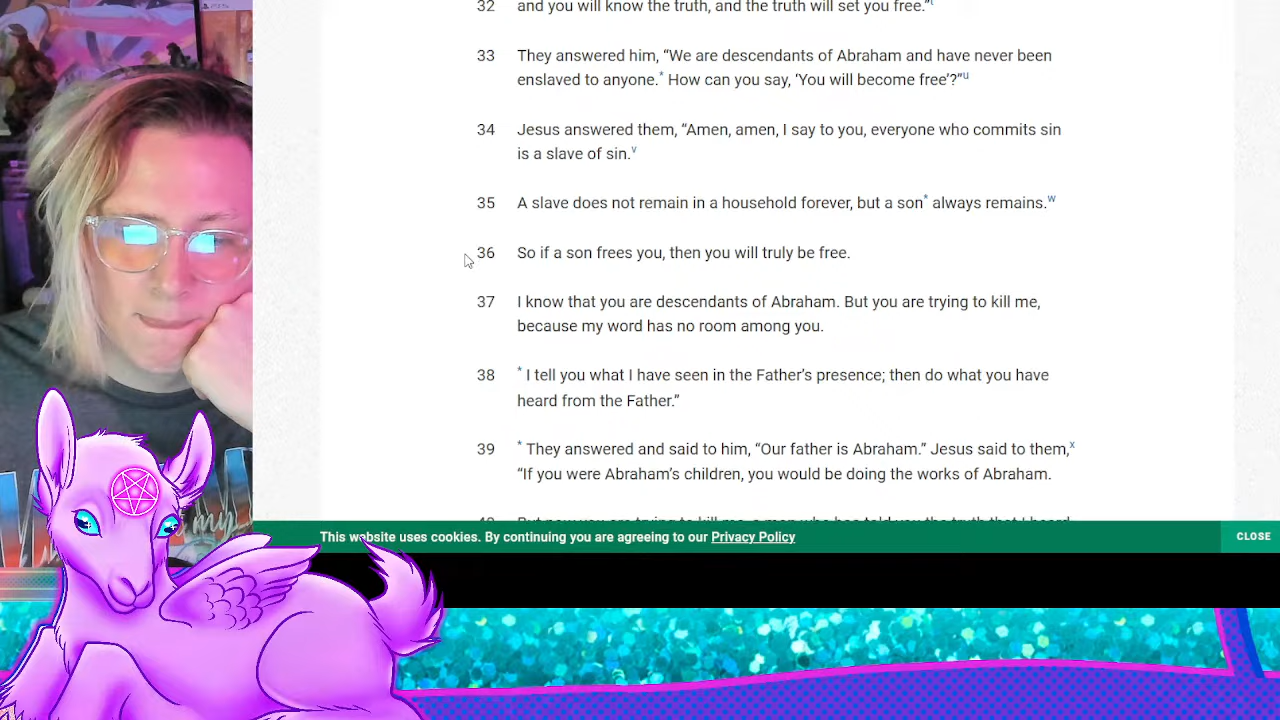 32 and you will know the truth, and the truth will set you free.”t
33 They answered him, “We are descendants of Abraham and have never been
enslaved to anyone.* How can you say, ‘You will become free’?”u
34 Jesus answered them, “Amen, amen, I say to you, everyone who commits sin
is a slave of sin.v
35 A slave does not remain in a household forever, but a son* always remains.w
36 So if a son frees you, then you will truly be free.
37 I know that you are descendants of Abraham. But you are trying to kill me,
because my word has no room among you.
38 * I tell you what I have seen in the Father’s presence; then do what you have
heard from the Father.”
39 * They answered and said to him, “Our father is Abraham.” Jesus said to them,x
“If you were Abraham’s children, you would be doing the works of Abraham.
This website uses cookies. By continuing you are agreeing to our Privacy Policy
CLOSE
my